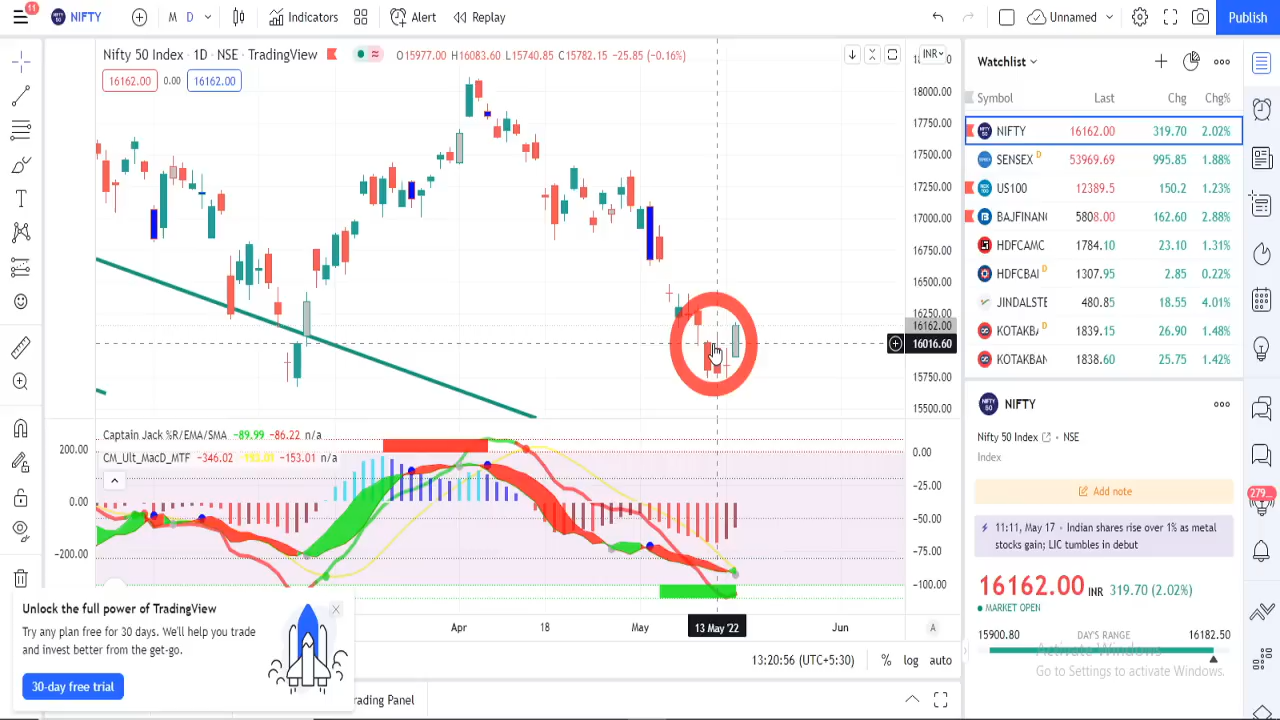 11
NIFTY
M D
Indicators
Alert
Replay
Unnamed
Publish
Nifty 50 Index · 1D · NSE · TradingView
O15977.00 H16083.60 L15740.85 C15782.15 -25.85 (-0.16%)
16162.00 0.00 16162.00
INR
18000.00
17750.00
17500.00
17250.00
17000.00
16750.00
16500.00
16250.00
16162.00
16016.60
15750.00
15500.00
Captain Jack %R/EMA/SMA -89.99 -86.22 n/a
CM_Ult_MacD_MTF -346.02 153.01 -153.01 n/a
200.00
0.00
-200.00
0.00
-25.00
-50.00
-75.00
-100.00
Apr 18 May 13 May '22 Jun
A
13:20:56 (UTC+5:30) % log auto
Unlock the full power of TradingView
Try any plan free for 30 days. We'll help you trade
and invest better from the get-go.
30-day free trial
rading Panel
Watchlist
Symbol Last Chg Chg%
NIFTY 16162.00 319.70 2.02%
SENSEX D 53969.69 995.85 1.88%
US100 12389.5 150.2 1.23%
BAJFINAN 5808.00 162.60 2.88%
HDFCAMC 1784.10 23.10 1.31%
HDFCBAI D 1307.95 2.85 0.22%
JINDALSTE 480.85 18.55 4.01%
KOTAKBA D 1839.15 26.90 1.48%
KOTAKBAN 1838.60 25.75 1.42%
NIFTY
Nifty 50 Index · NSE
Index
Add note
11:11, May 17 · Indian shares rise over 1% as metal
stocks gain; LIC tumbles in debut
16162.00 INR 319.70 (2.02%)
MARKET OPEN
15900.80 DAY'S RANGE 16182.50
Activate Windows
Go to Settings to activate Windows.
279